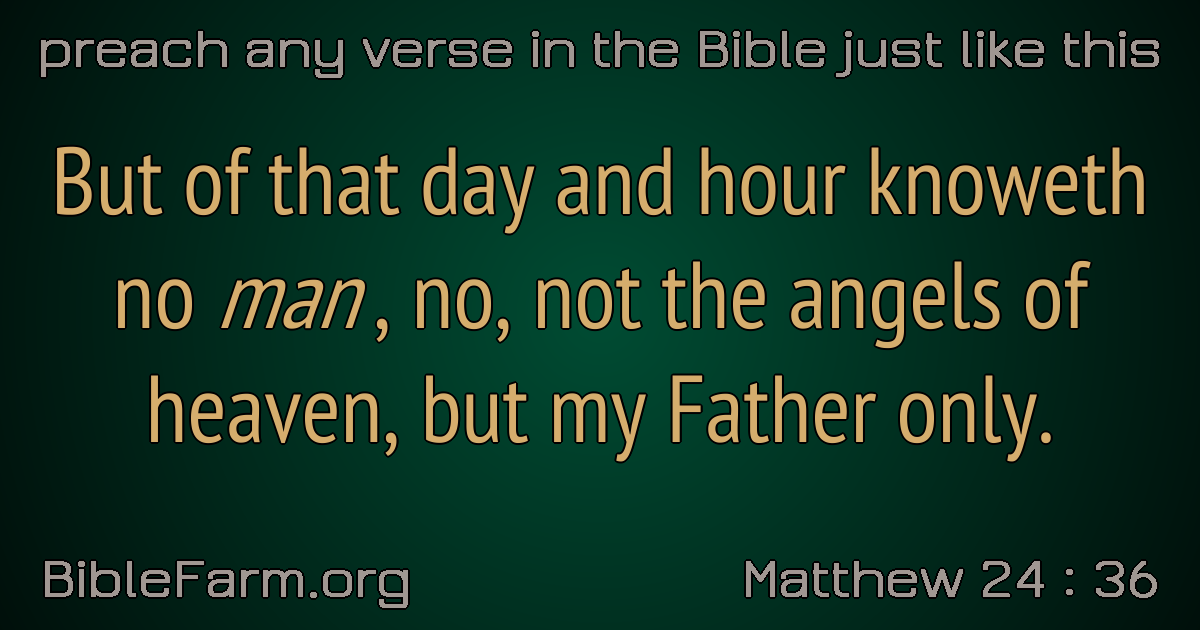 preach any verse in the Bible just like this
But of that day and hour knoweth
no man, no, not the angels of
heaven, but my Father only.
BibleFarm.org
Matthew 24 : 36